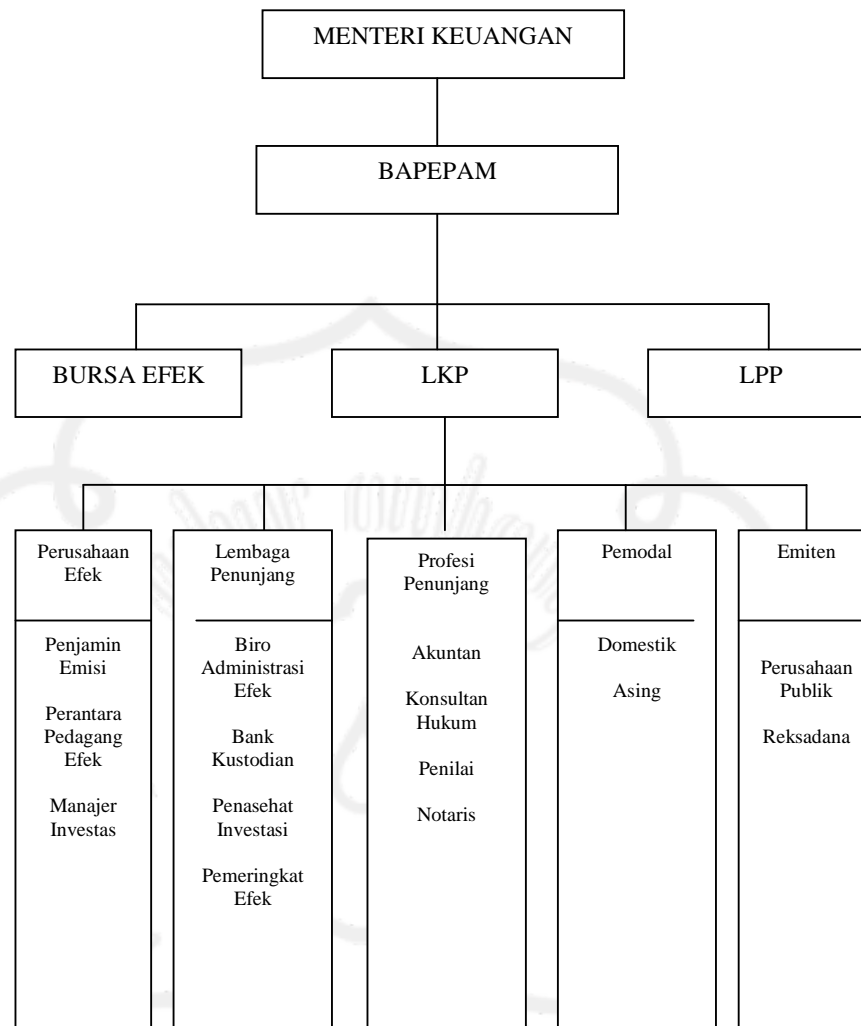 MENTERI KEUANGAN
BAPEPAM
BURSA EFEK
LKP
LPP
Perusahaan
Efek
Penjamin
Emisi
Perantara
Pedagang
Efek
Manajer
Investas
Lembaga
Penunjang
Biro
Administrasi
Efek
Bank
Kustodian
Penasehat
Investasi
Pemeringkat
Efek
Profesi
Penunjang
Akuntan
Konsultan
Hukum
Penilai
Notaris
Pemodal
Domestik
Asing
Emiten
Perusahaan
Publik
Reksadana